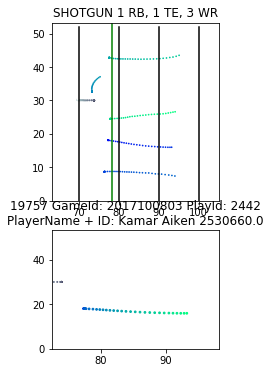 SHOTGUN 1 RB, 1 TE, 3 WR
50
40
30
20
10
0
70 80 90 100
19757 GameId: 2017100803 PlayId: 2442
PlayerName + ID: Kamar Aiken 2530660.0
40
20
0
80 90